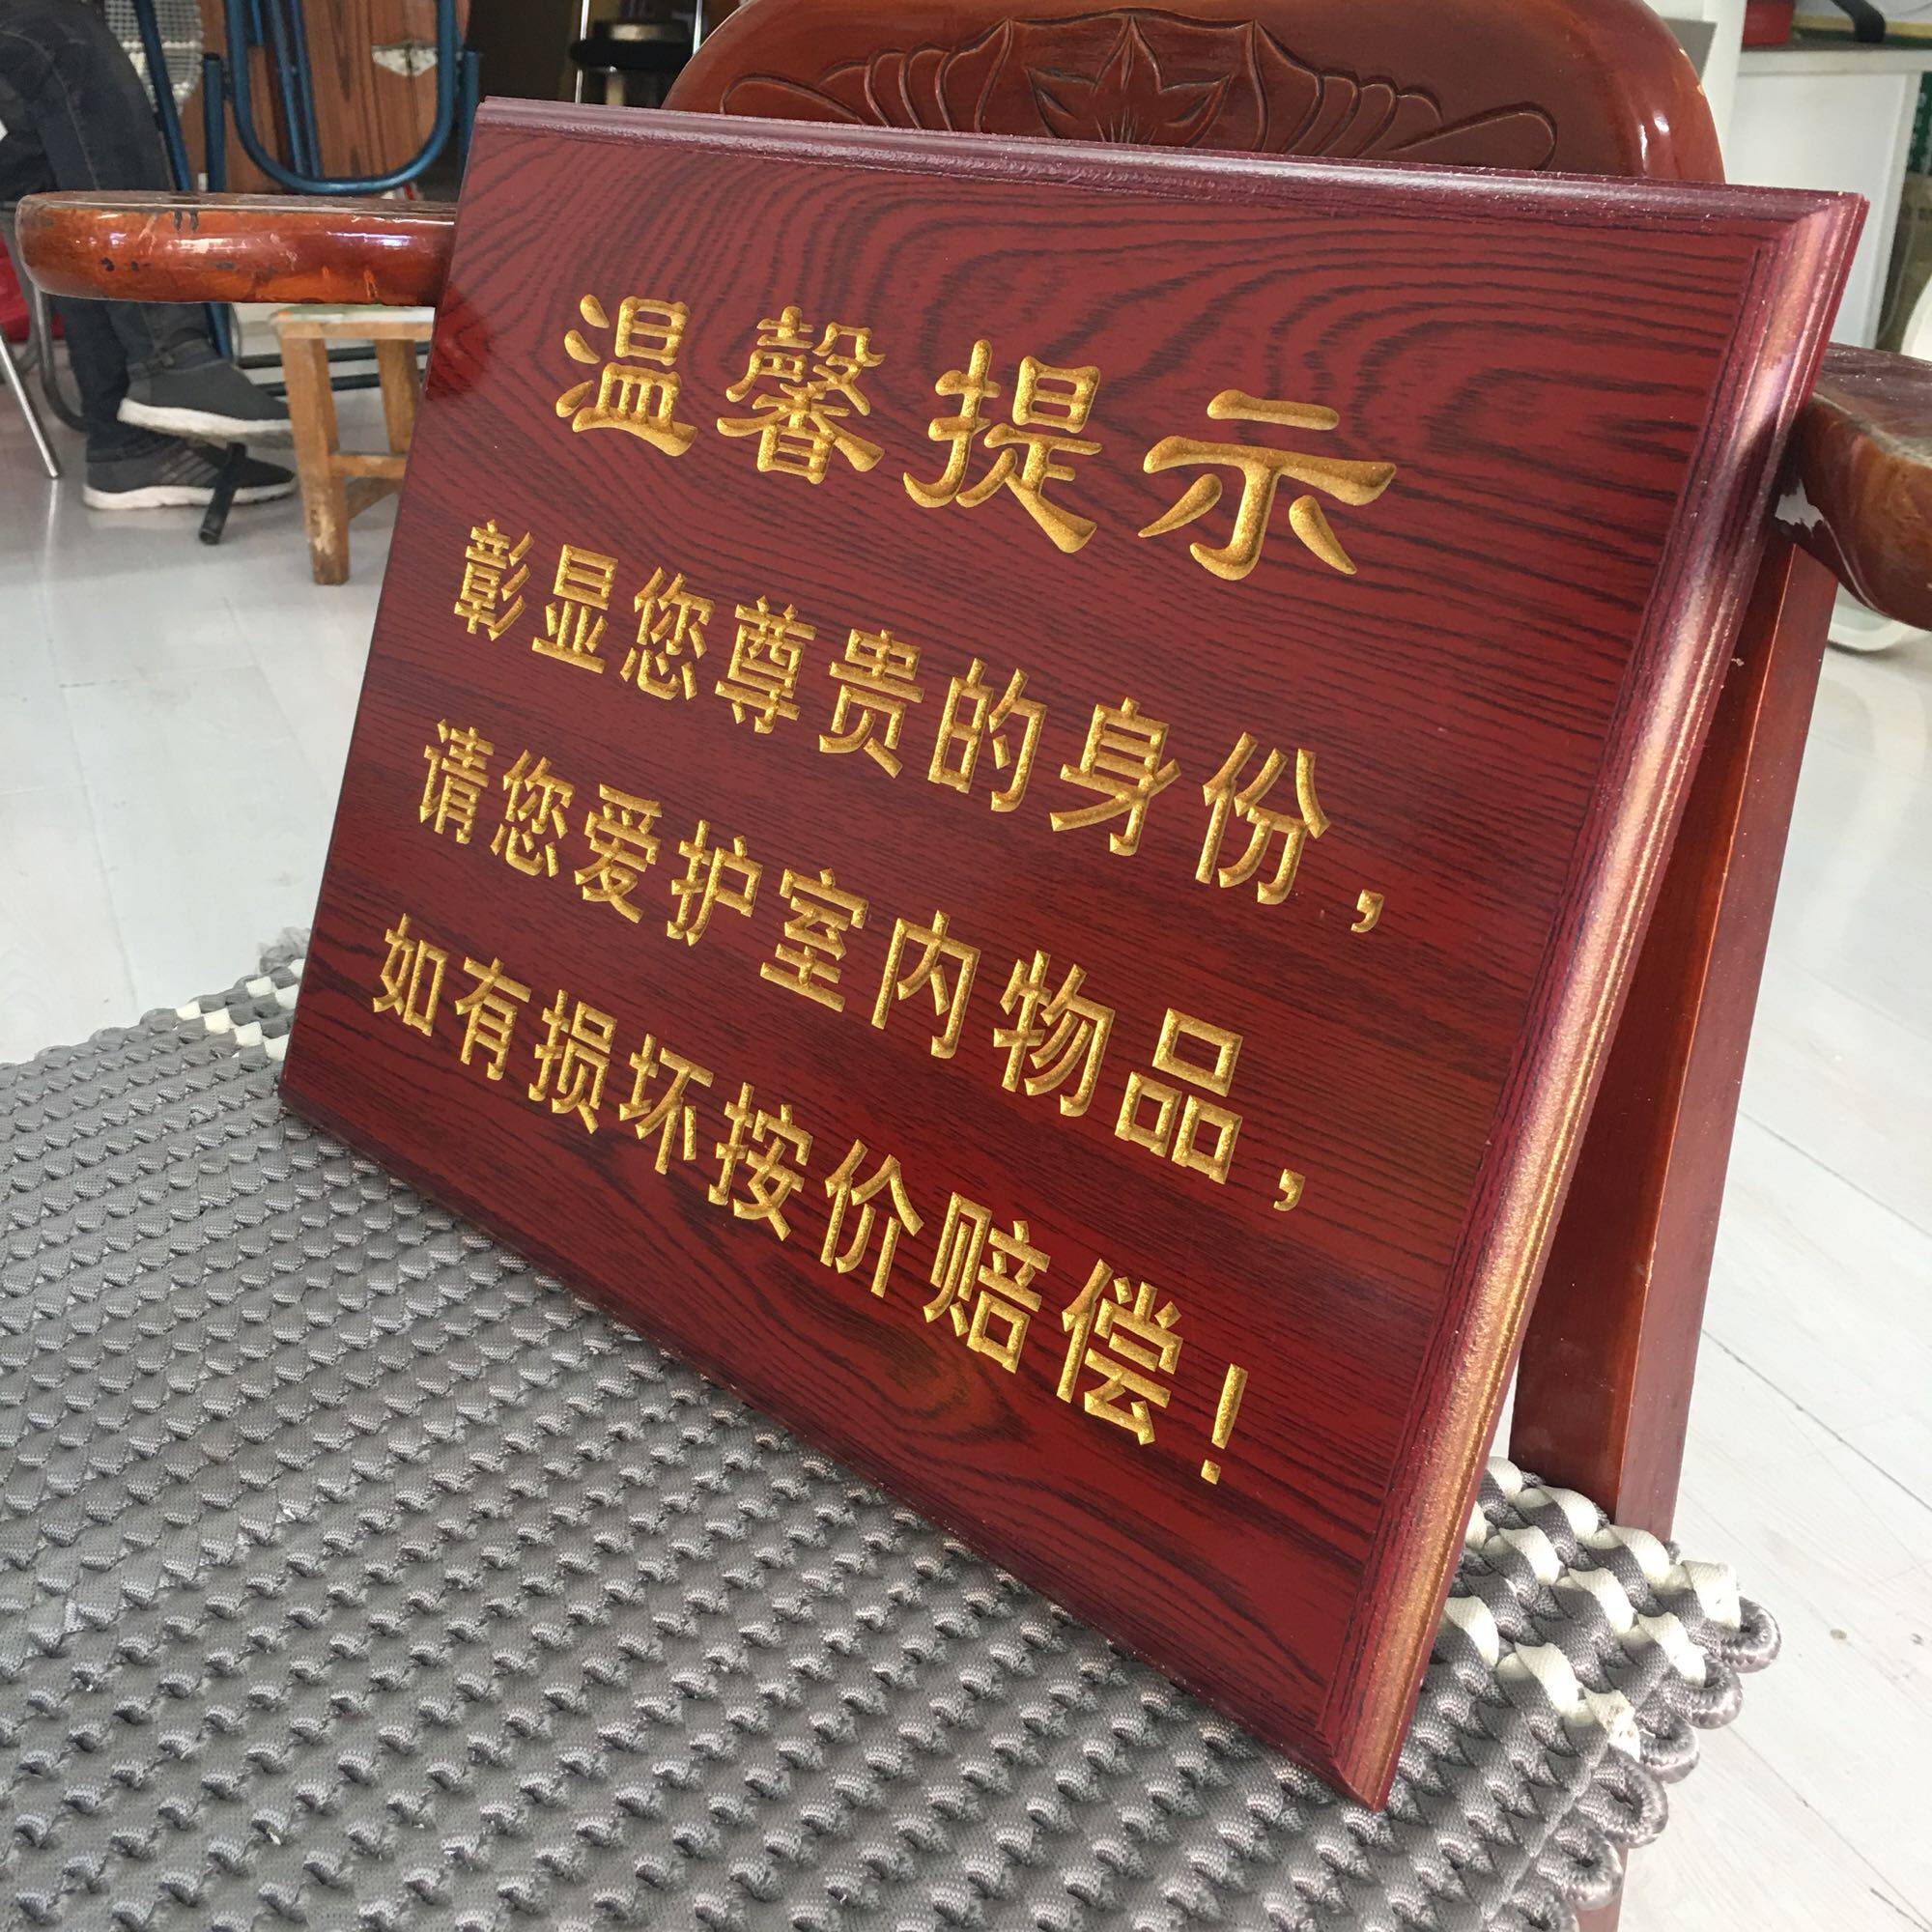 温馨提示
彰显您尊贵的身份，
请您爱护室内物品，
如有损坏按价赔偿！